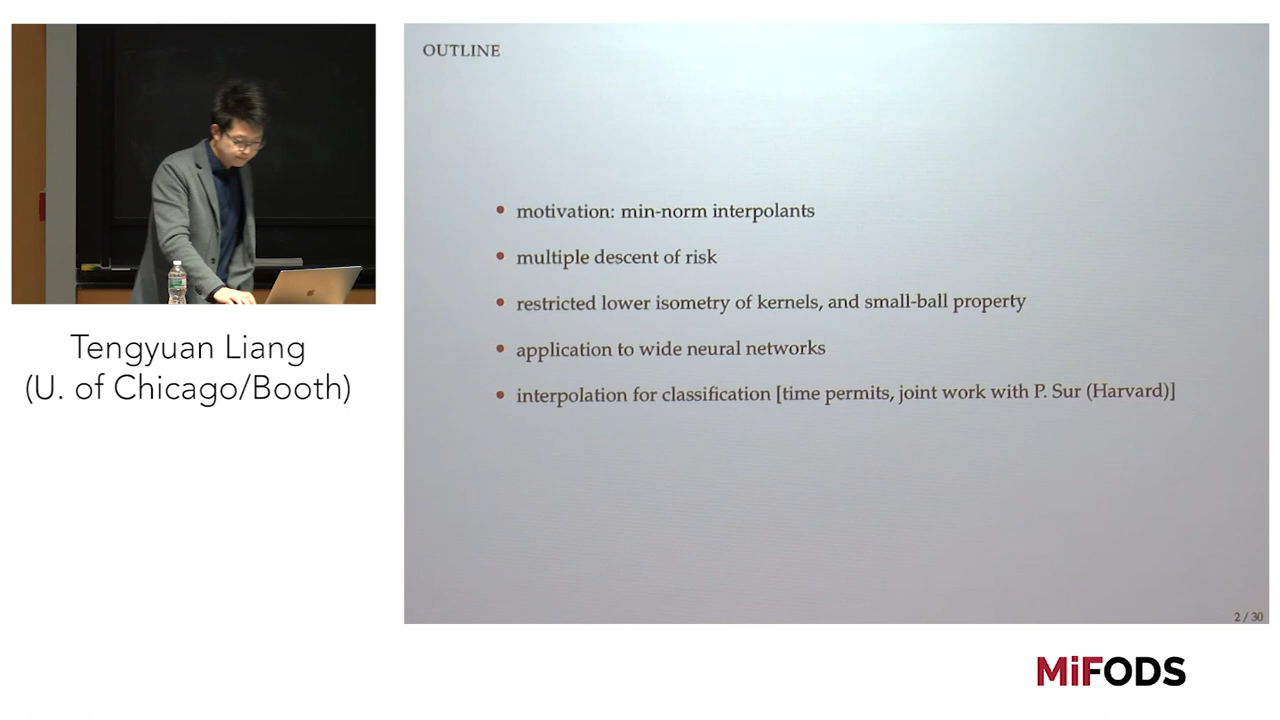 OUTLINE
motivation: min-norm interpolants
multiple descent of risk
restricted lower isometry of kernels, and small-ball property
application to wide neural networks
interpolation for classification [time permits, joint work with P. Sur (Harvard)]
2 / 30
Tengyuan Liang
(U. of Chicago/Booth)
MiFODS